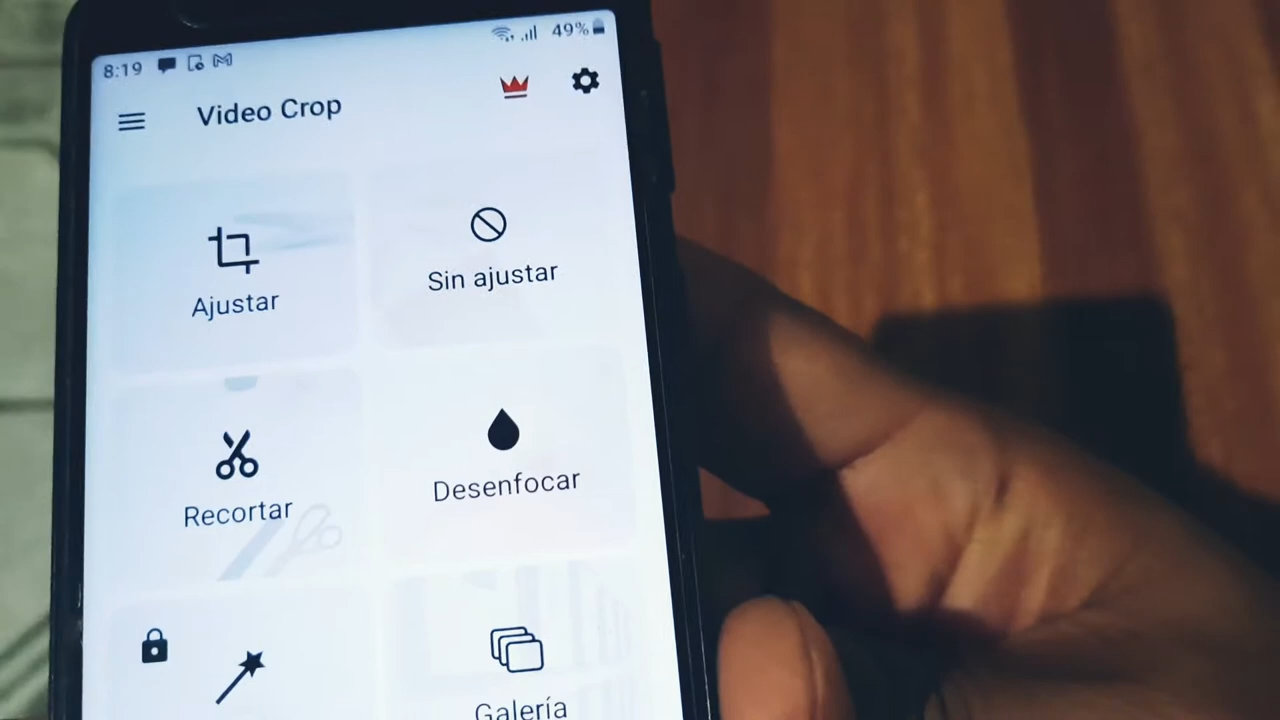 8:19
49%
Video Crop
Ajustar
Sin ajustar
Recortar
Desenfocar
Galería